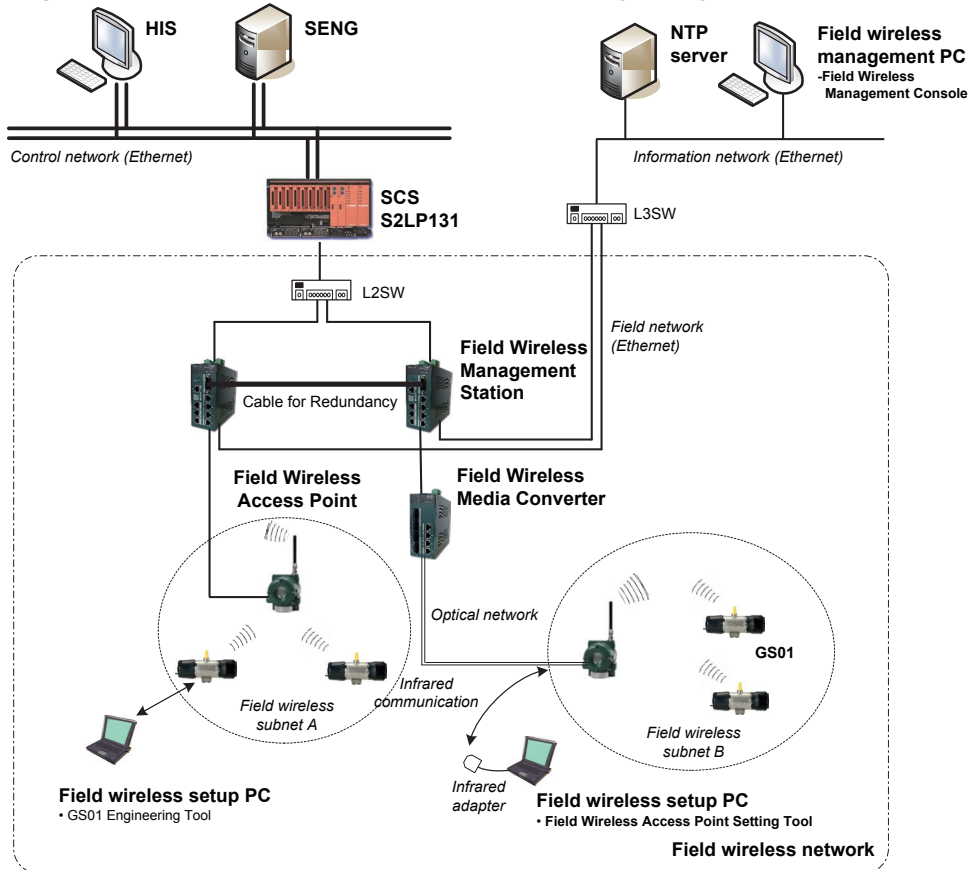 HIS
SENG
NTP
server
Field wireless
management PC
-Field Wireless
Management Console
Control network (Ethernet)
Information network (Ethernet)
SCS
S2LP131
L3SW
L2SW
Field network
(Ethernet)
Field Wireless
Management
Station
Cable for Redundancy
Field Wireless
Access Point
Field Wireless
Media Converter
Optical network
GS01
Infrared
communication
Field wireless
subnet A
Field wireless
subnet B
Infrared
adapter
Field wireless setup PC
• GS01 Engineering Tool
Field wireless setup PC
• Field Wireless Access Point Setting Tool
Field wireless network